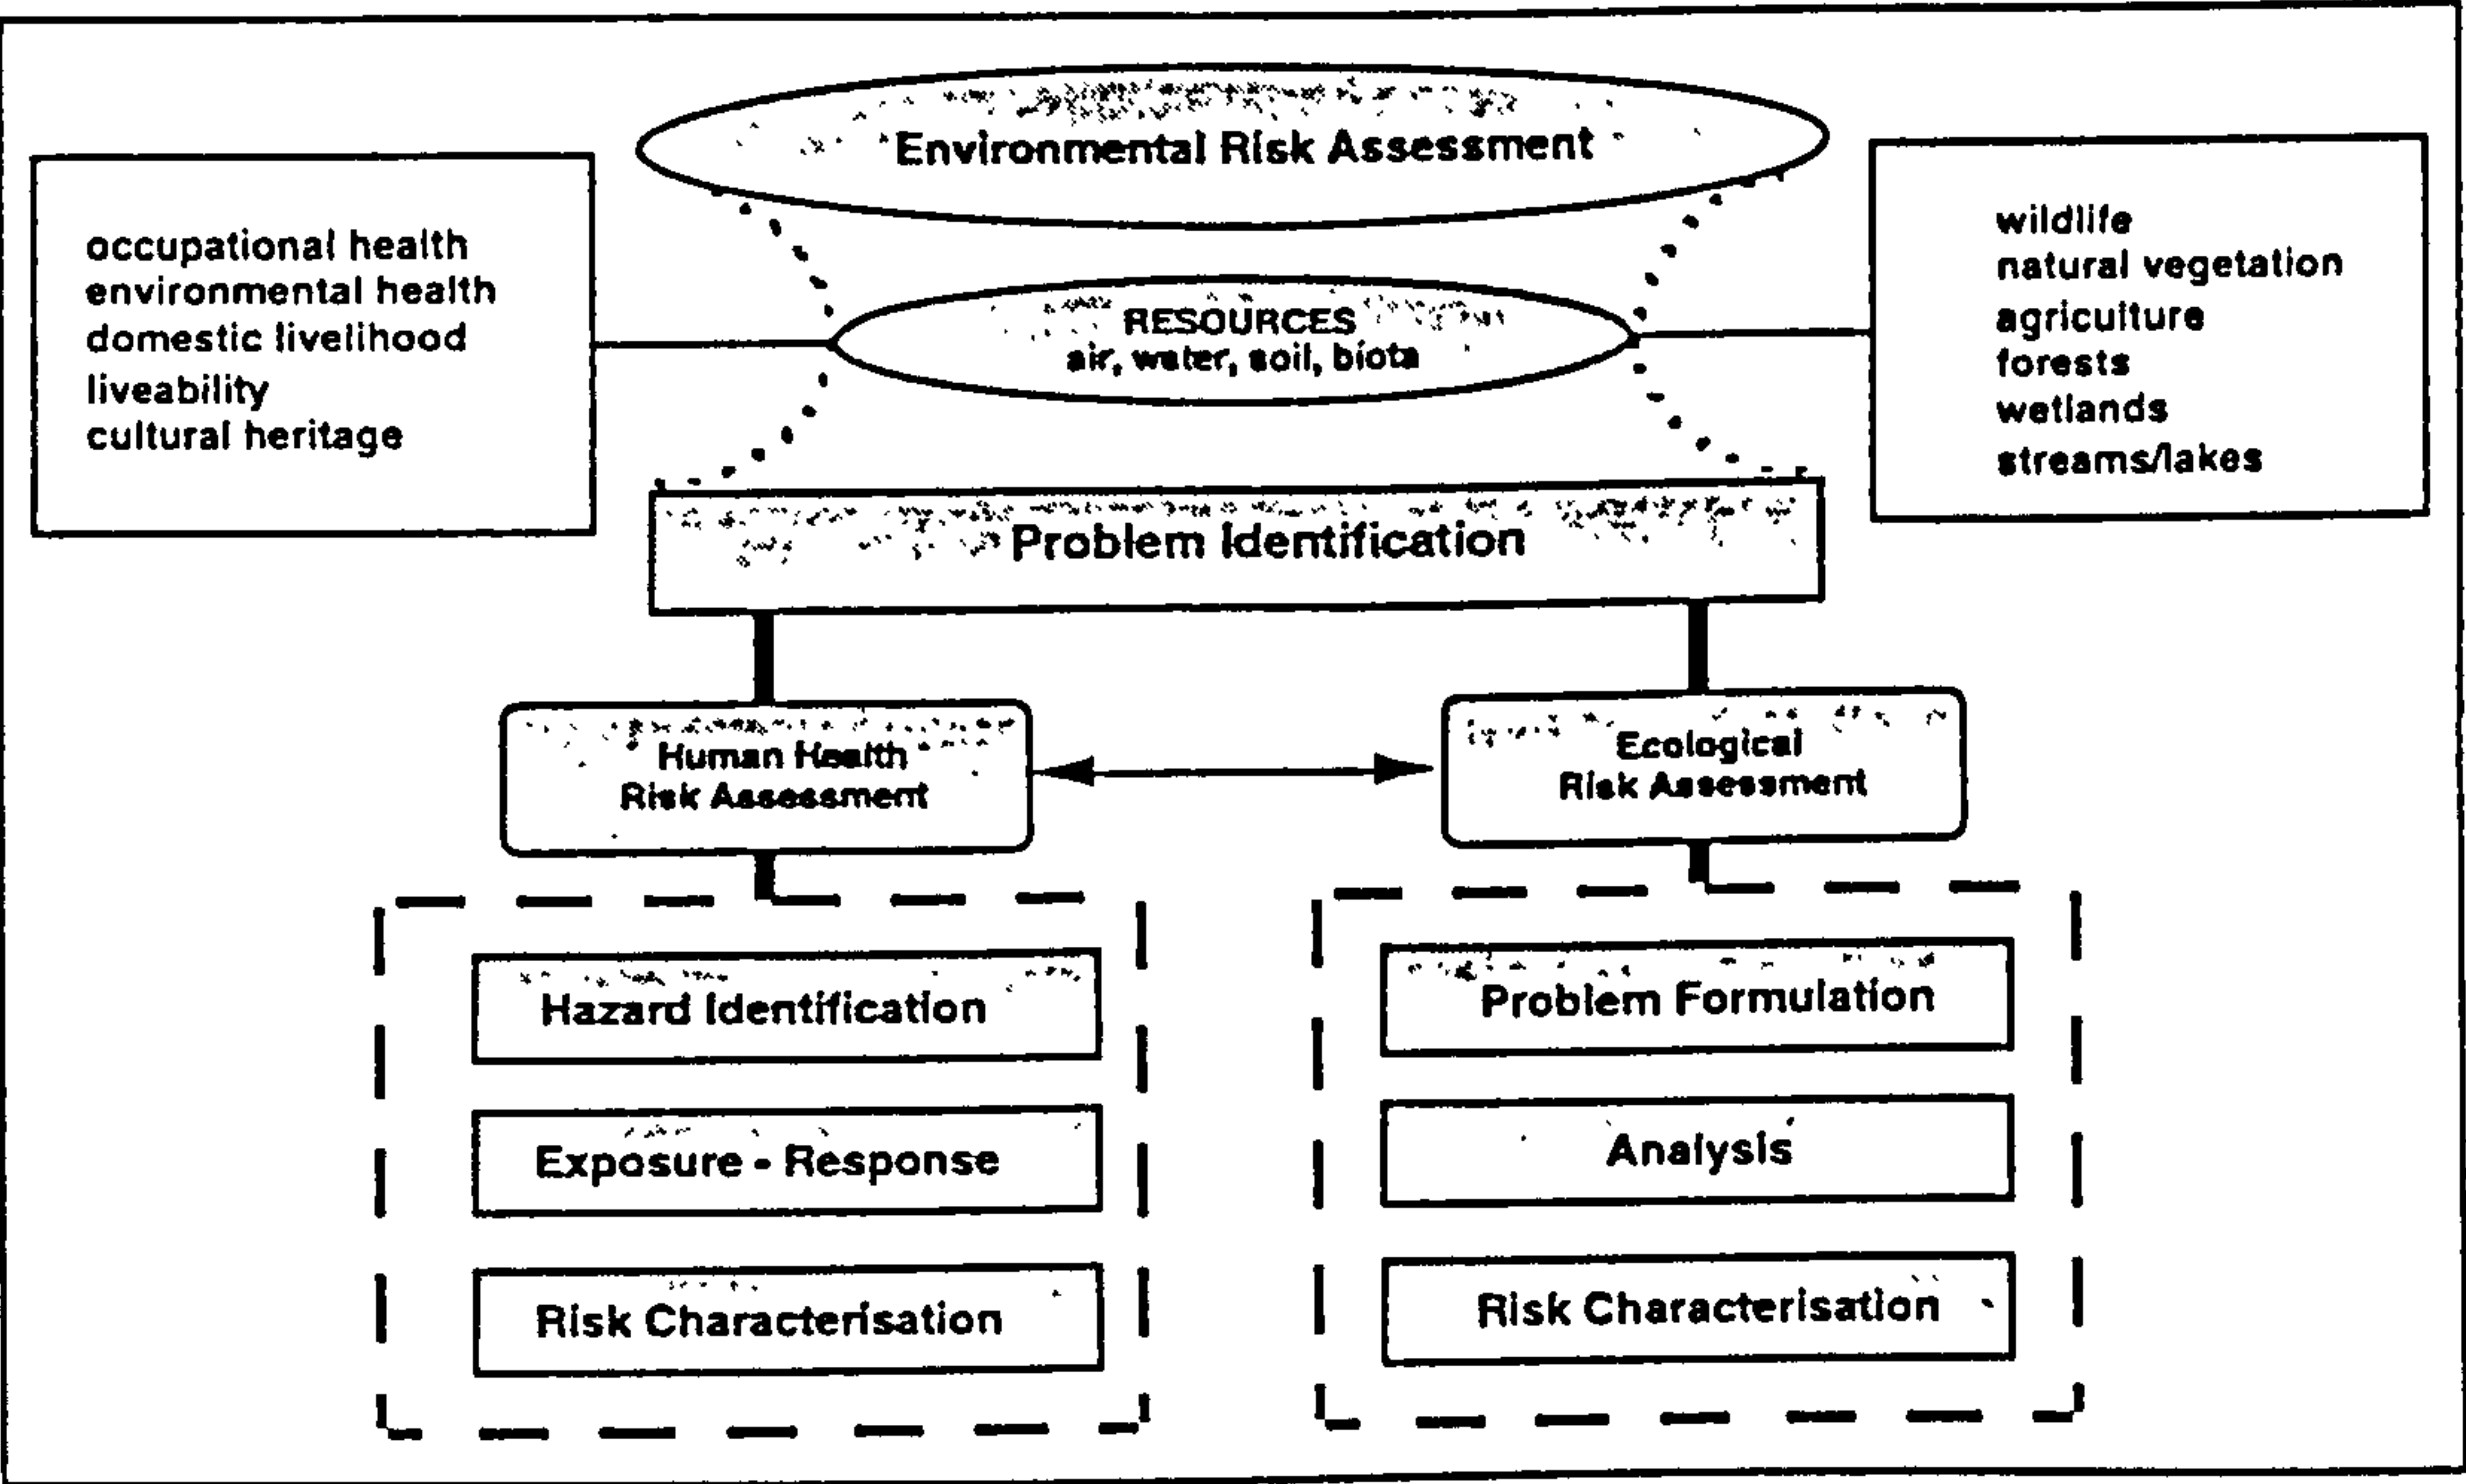 Environmental Risk Assessment
occupational health
environmental health
domestic livelihood
liveability
cultural heritage
RESOURCES
air, water, soil, biota
wildlife
natural vegetation
agriculture
forests
wetlands
streams/lakes
Problem Identification
Human Health
Risk Assessment
Ecological
Risk Assessment
Hazard Identification
Exposure - Response
Risk Characterisation
Problem Formulation
Analysis
Risk Characterisation